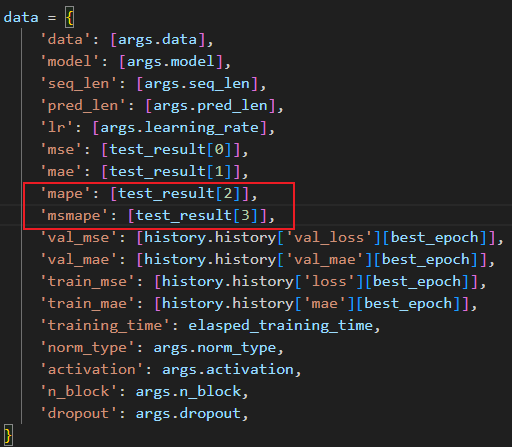 data = {
'data': [args.data],
'model': [args.model],
'seq_len': [args.seq_len],
'pred_len': [args.pred_len],
'lr': [args.learning_rate],
'mse': [test_result[0]],
'mae': [test_result[1]],
'mape': [test_result[2]],
'msmape': [test_result[3]],
'val_mse': [history.history['val_loss'][best_epoch]],
'val_mae': [history.history['val_mae'][best_epoch]],
'train_mse': [history.history['loss'][best_epoch]],
'train_mae': [history.history['mae'][best_epoch]],
'training_time': elasped_training_time,
'norm_type': args.norm_type,
'activation': args.activation,
'n_block': args.n_block,
'dropout': args.dropout,
}